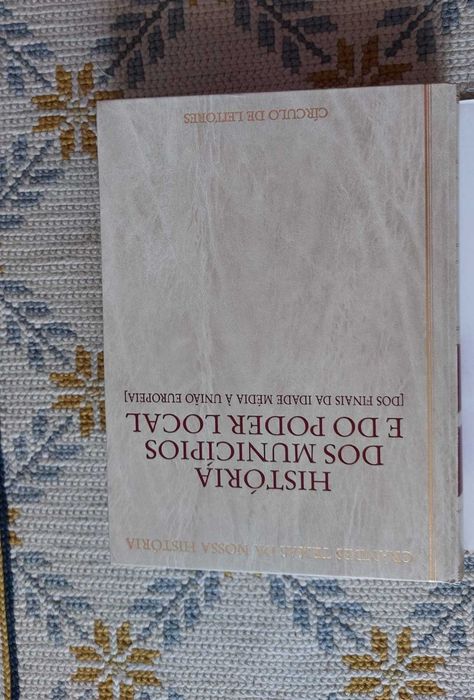 GRANDES TEMAS DA NOSSA HISTÓRIA
HISTÓRIA
DOS MUNICÍPIOS
E DO PODER LOCAL
[DOS FINAIS DA IDADE MÉDIA À UNIÃO EUROPEIA]
CÍRCULO DE LEITORES